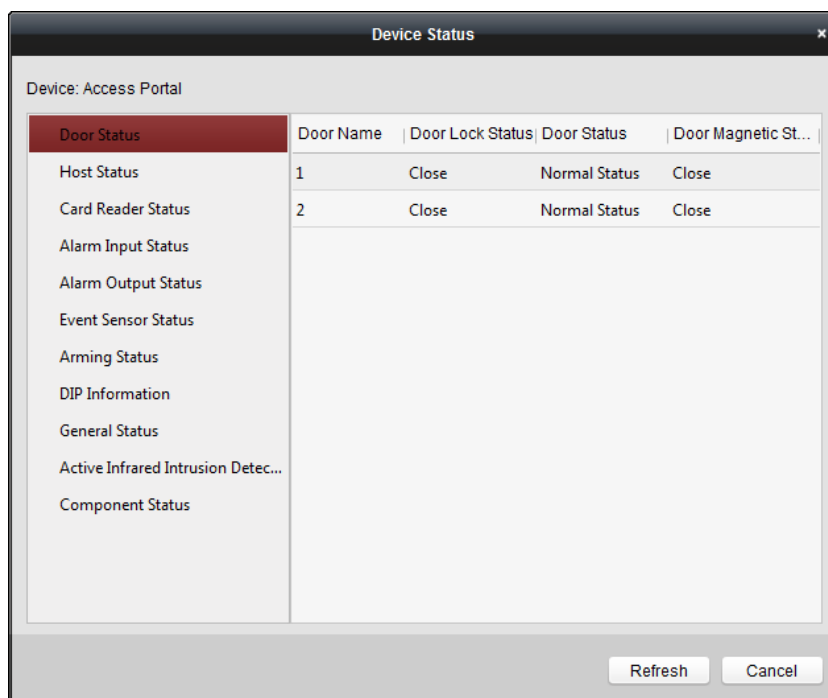 Device Status
×
Device: Access Portal
Door Status
Host Status
Card Reader Status
Alarm Input Status
Alarm Output Status
Event Sensor Status
Arming Status
DIP Information
General Status
Active Infrared Intrusion Detec...
Component Status
Door Name Door Lock Status Door Status Door Magnetic St...
1 Close Normal Status Close
2 Close Normal Status Close
Refresh Cancel